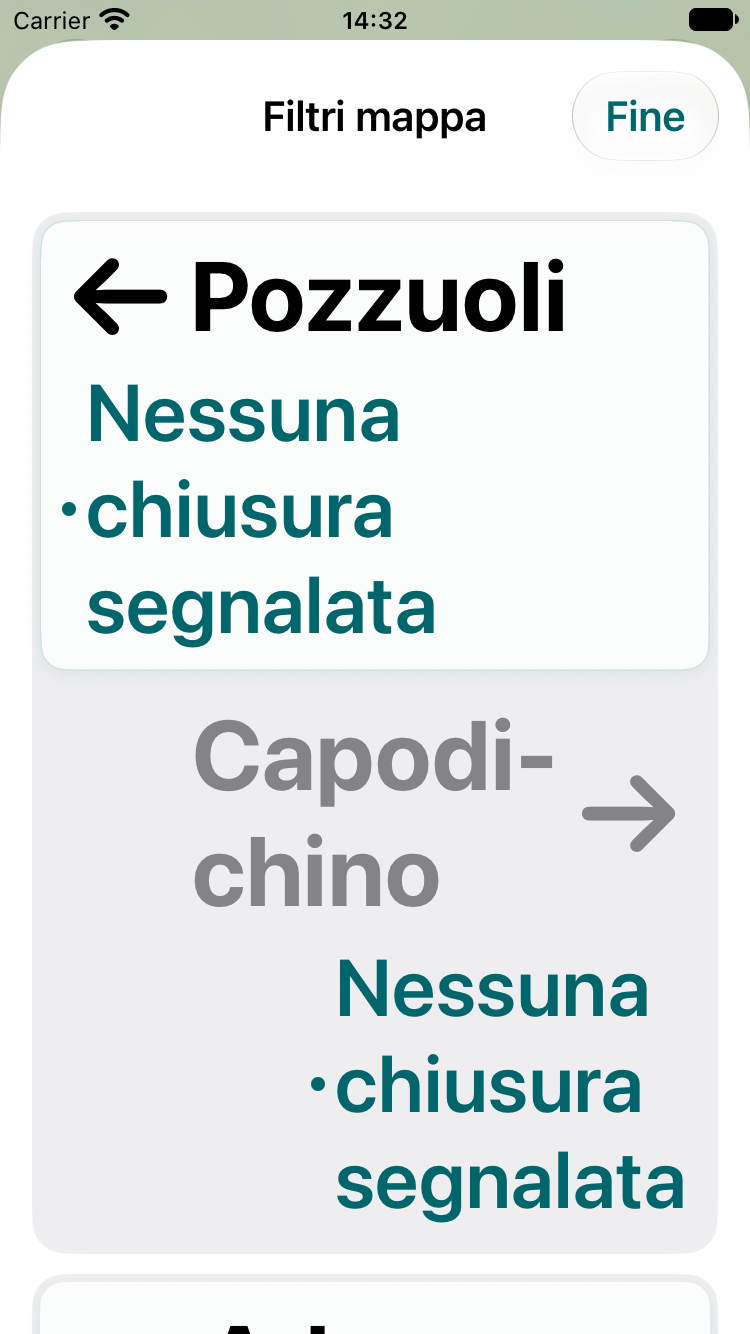 Carrier 14:32
Filtri mappa
Fine
← Pozzuoli
Nessuna
• chiusura
segnalata
Capodi-
chino →
Nessuna
• chiusura
segnalata